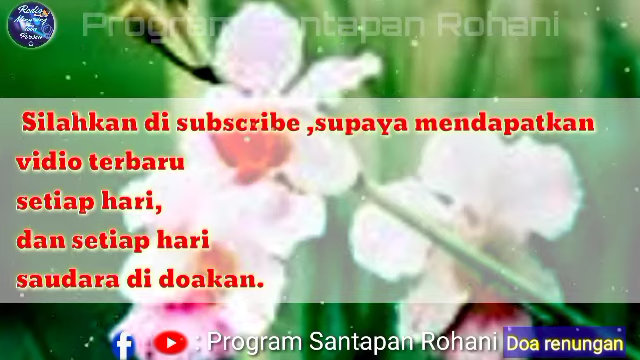 Program Santapan Rohani
Silahkan di subscribe ,supaya mendapatkan
vidio terbaru
setiap hari,
dan setiap hari
saudara di doakan.
: Program Santapan Rohani
Doa renungan